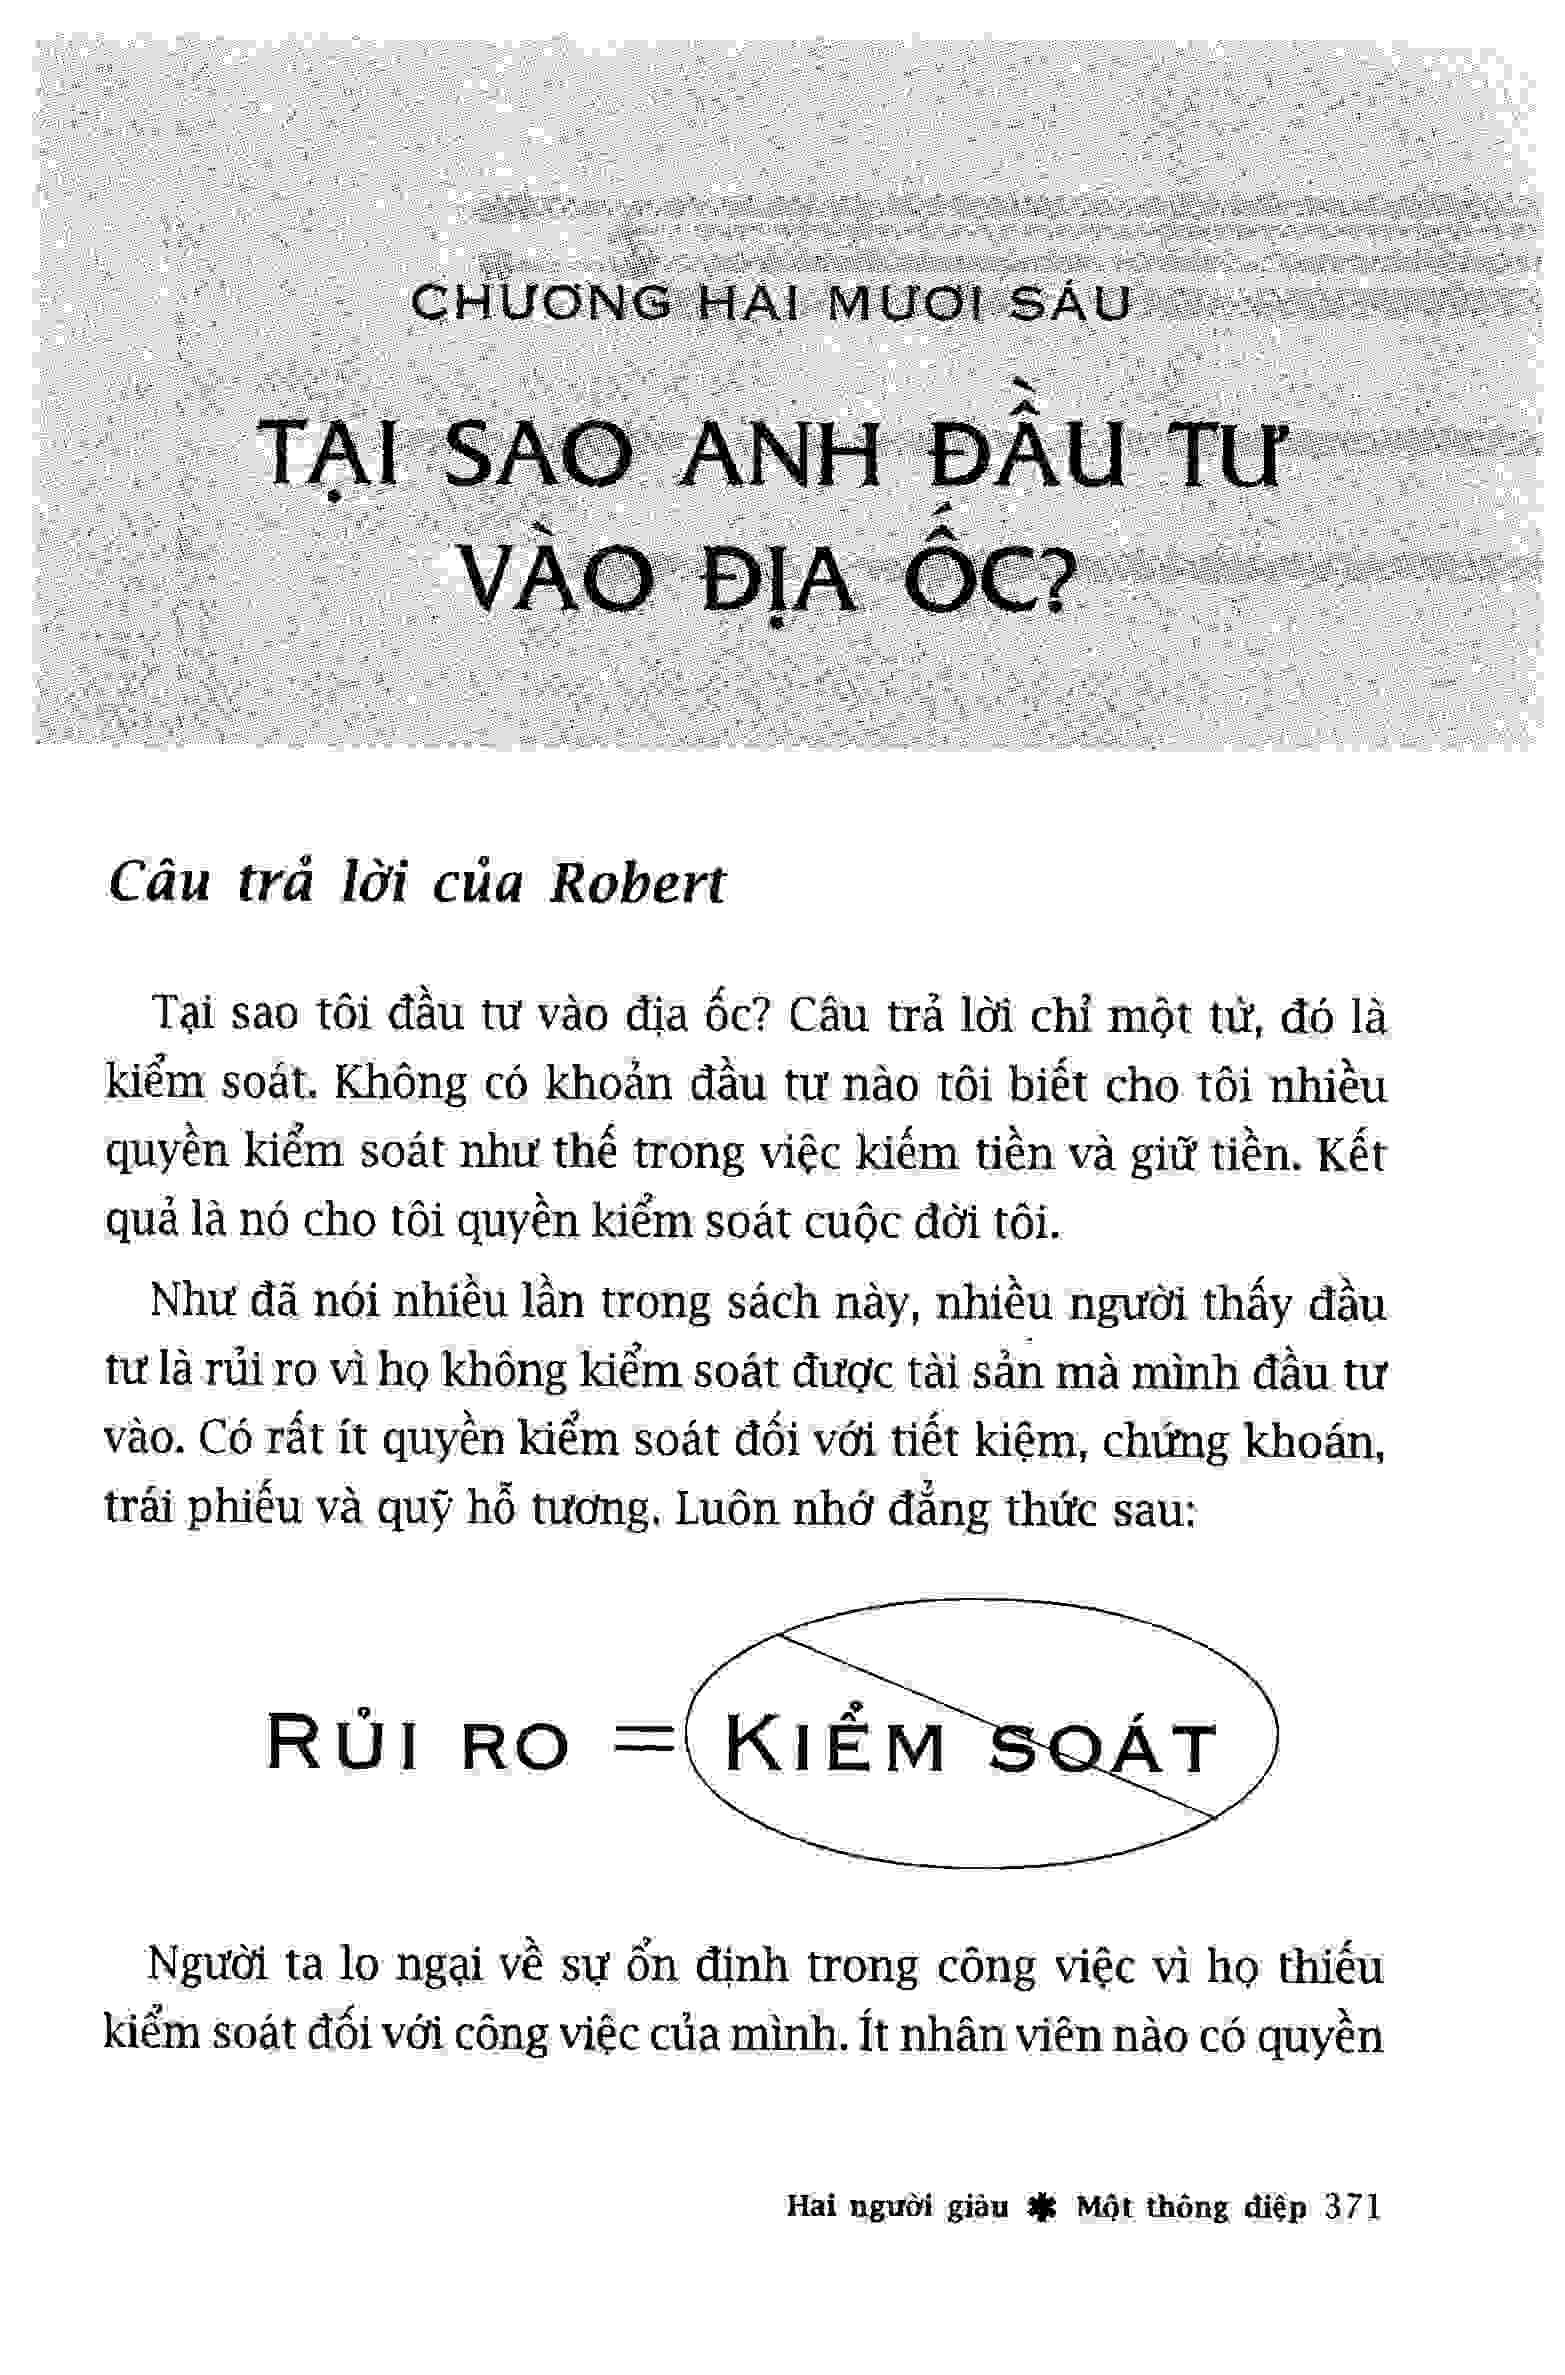 CHƯƠNG HAI MƯƠI SÁU
TẠI SAO ANH ĐẦU TƯ
VÀO ĐỊA ỐC?
Câu trả lời của Robert
Tại sao tôi đầu tư vào địa ốc? Câu trả lời chỉ một từ, đó là
kiểm soát. Không có khoản đầu tư nào tôi biết cho tôi nhiều
quyền kiểm soát như thế trong việc kiếm tiền và giữ tiền. Kết
quả là nó cho tôi quyền kiểm soát cuộc đời tôi.
Như đã nói nhiều lần trong sách này, nhiều người thấy đầu
tư là rủi ro vì họ không kiểm soát được tài sản mà mình đầu tư
vào. Có rất ít quyền kiểm soát đối với tiết kiệm, chứng khoán,
trái phiếu và quỹ hỗ tương. Luôn nhớ đẳng thức sau:
RỦI RO = KIỂM SOÁT
Người ta lo ngại về sự ổn định trong công việc vì họ thiếu
kiểm soát đối với công việc của mình. Ít nhân viên nào có quyền
Hai người giàu ✱ Một thông điệp 371